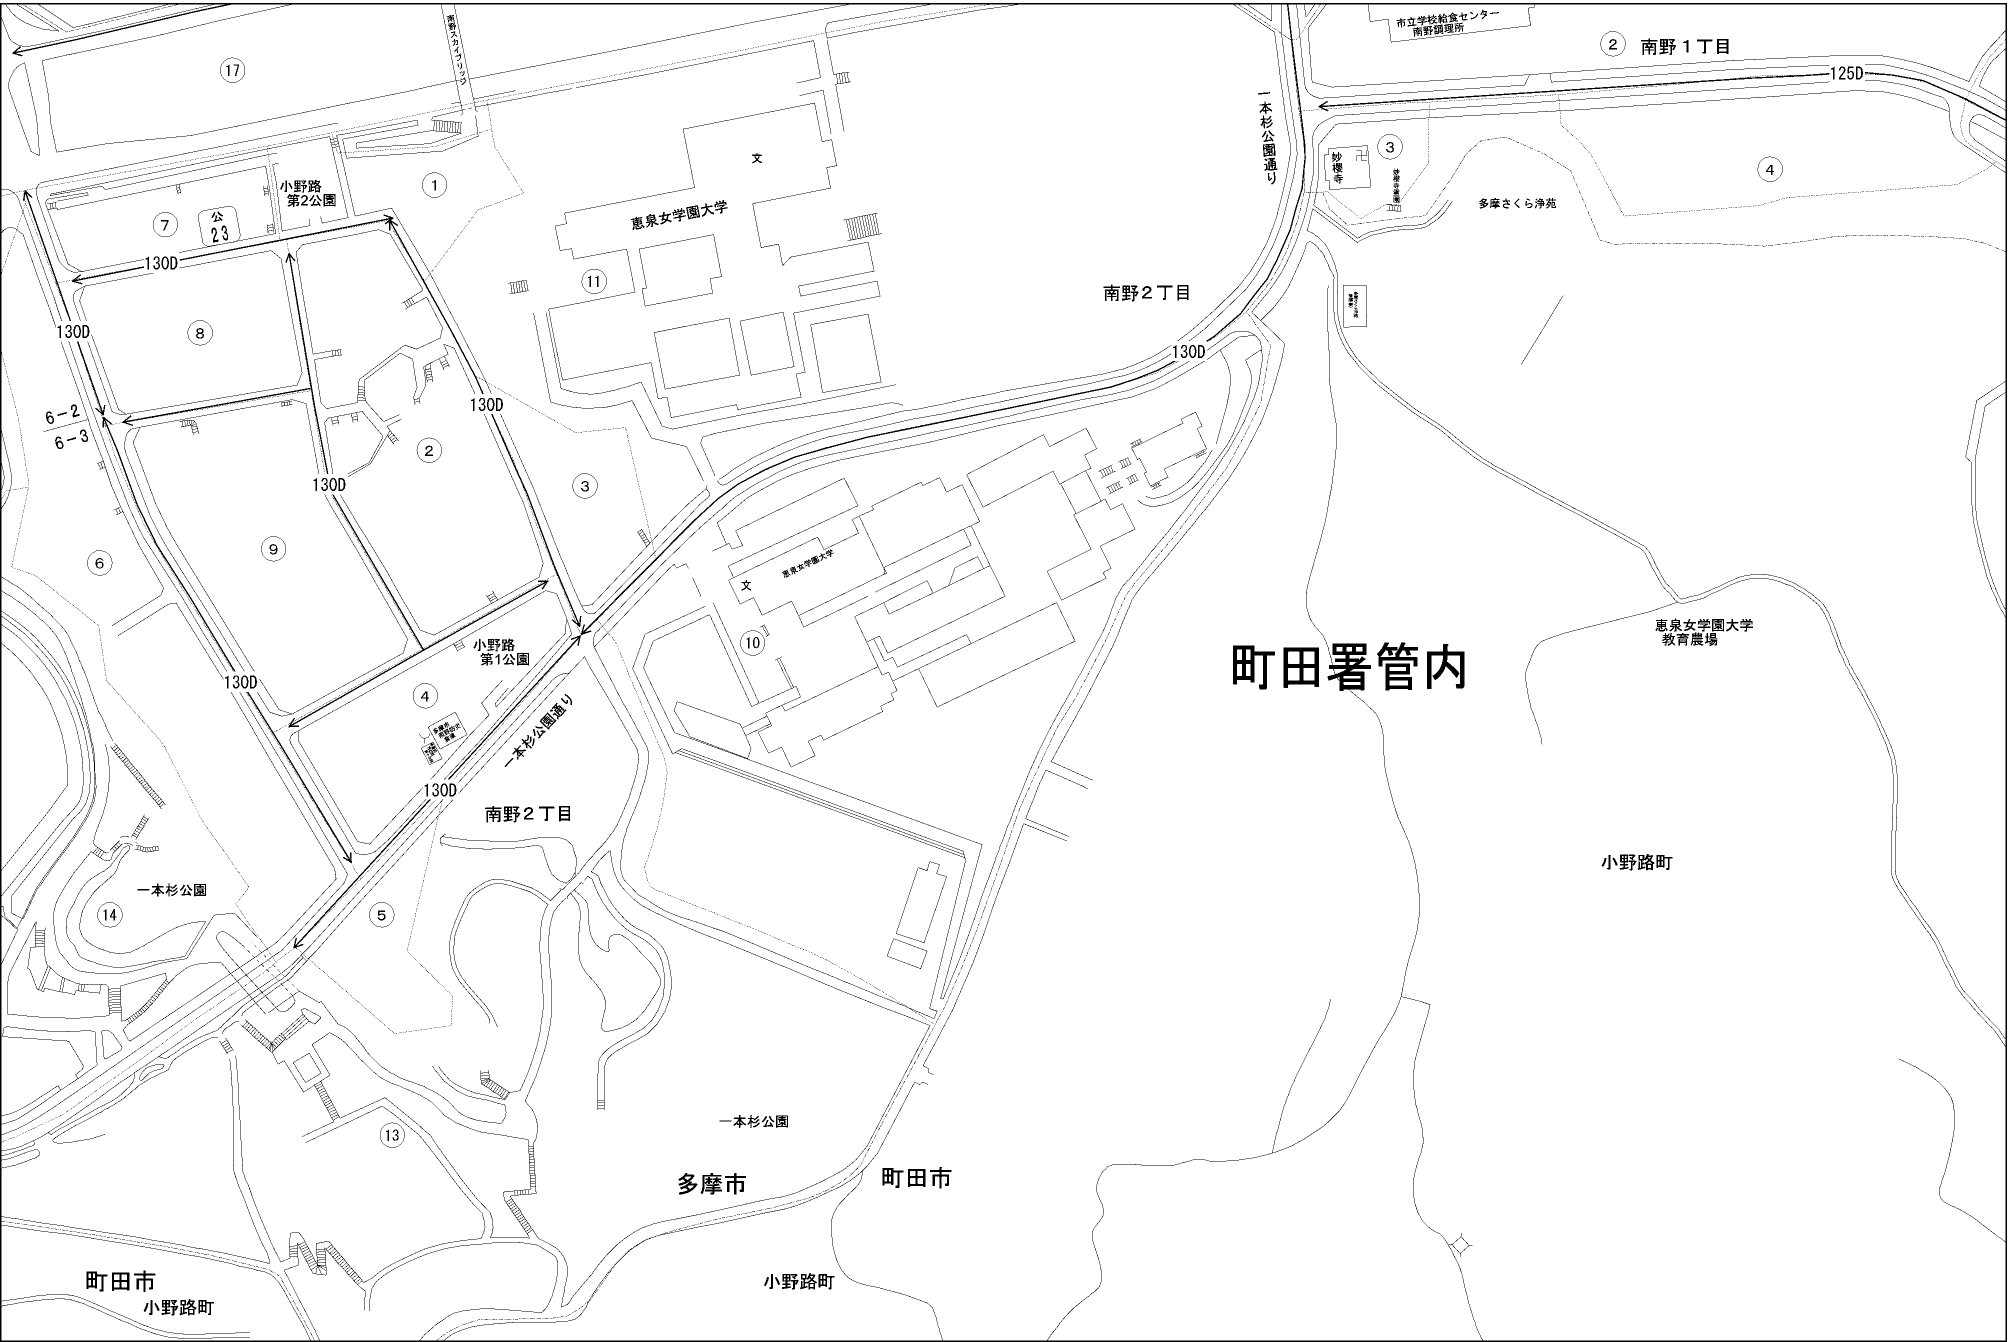 南野スカイブリッジ
市立学校給食センター
南野調理所
2
南野1丁目
17
125D
一本杉公園通り
文
3
妙櫻寺
4
1
小野路
第2公園
7
公
23
恵泉女学園大学
多摩さくら浄苑
130D
11
南野2丁目
130D
8
130D
130D
6-2
6-3
2
130D
3
9
6
恵泉女学園大学
文
10
小野路
第1公園
恵泉女学園大学
教育農場
町田署管内
130D
4
多摩市
一本杉公園通り
130D
南野2丁目
小野路町
一本杉公園
14
5
一本杉公園
13
多摩市
町田市
町田市
小野路町
小野路町